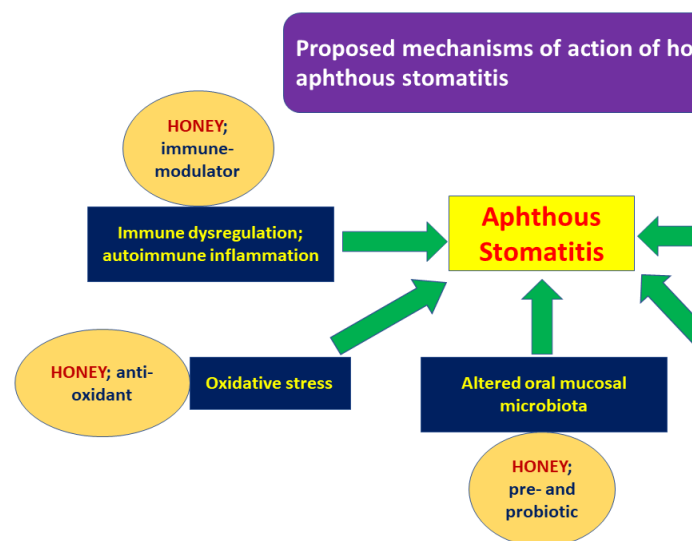 Proposed mechanisms of action of ho
aphthous stomatitis
HONEY;
immune-
modulator
Immune dysregulation;
autoimmune inflammation
Aphthous
Stomatitis
HONEY; anti-
oxidant
Oxidative stress
Altered oral mucosal
microbiota
HONEY;
pre- and
probiotic